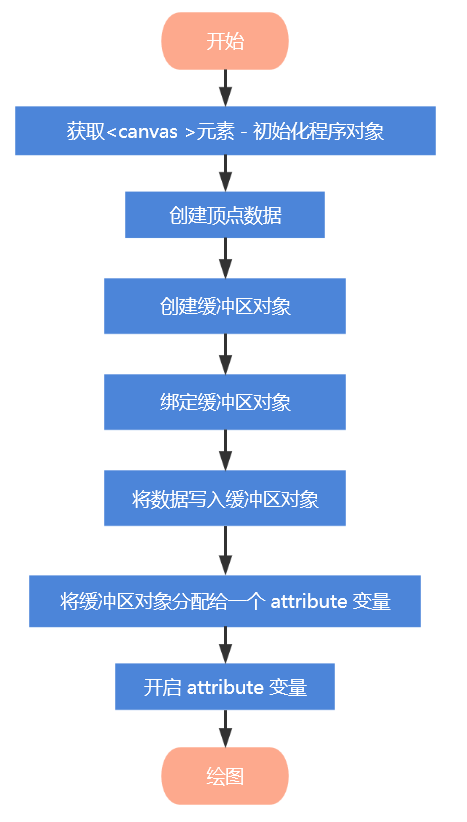 开始
获取<canvas >元素 - 初始化程序对象
创建顶点数据
创建缓冲区对象
绑定缓冲区对象
将数据写入缓冲区对象
将缓冲区对象分配给一个 attribute 变量
开启 attribute 变量
绘图